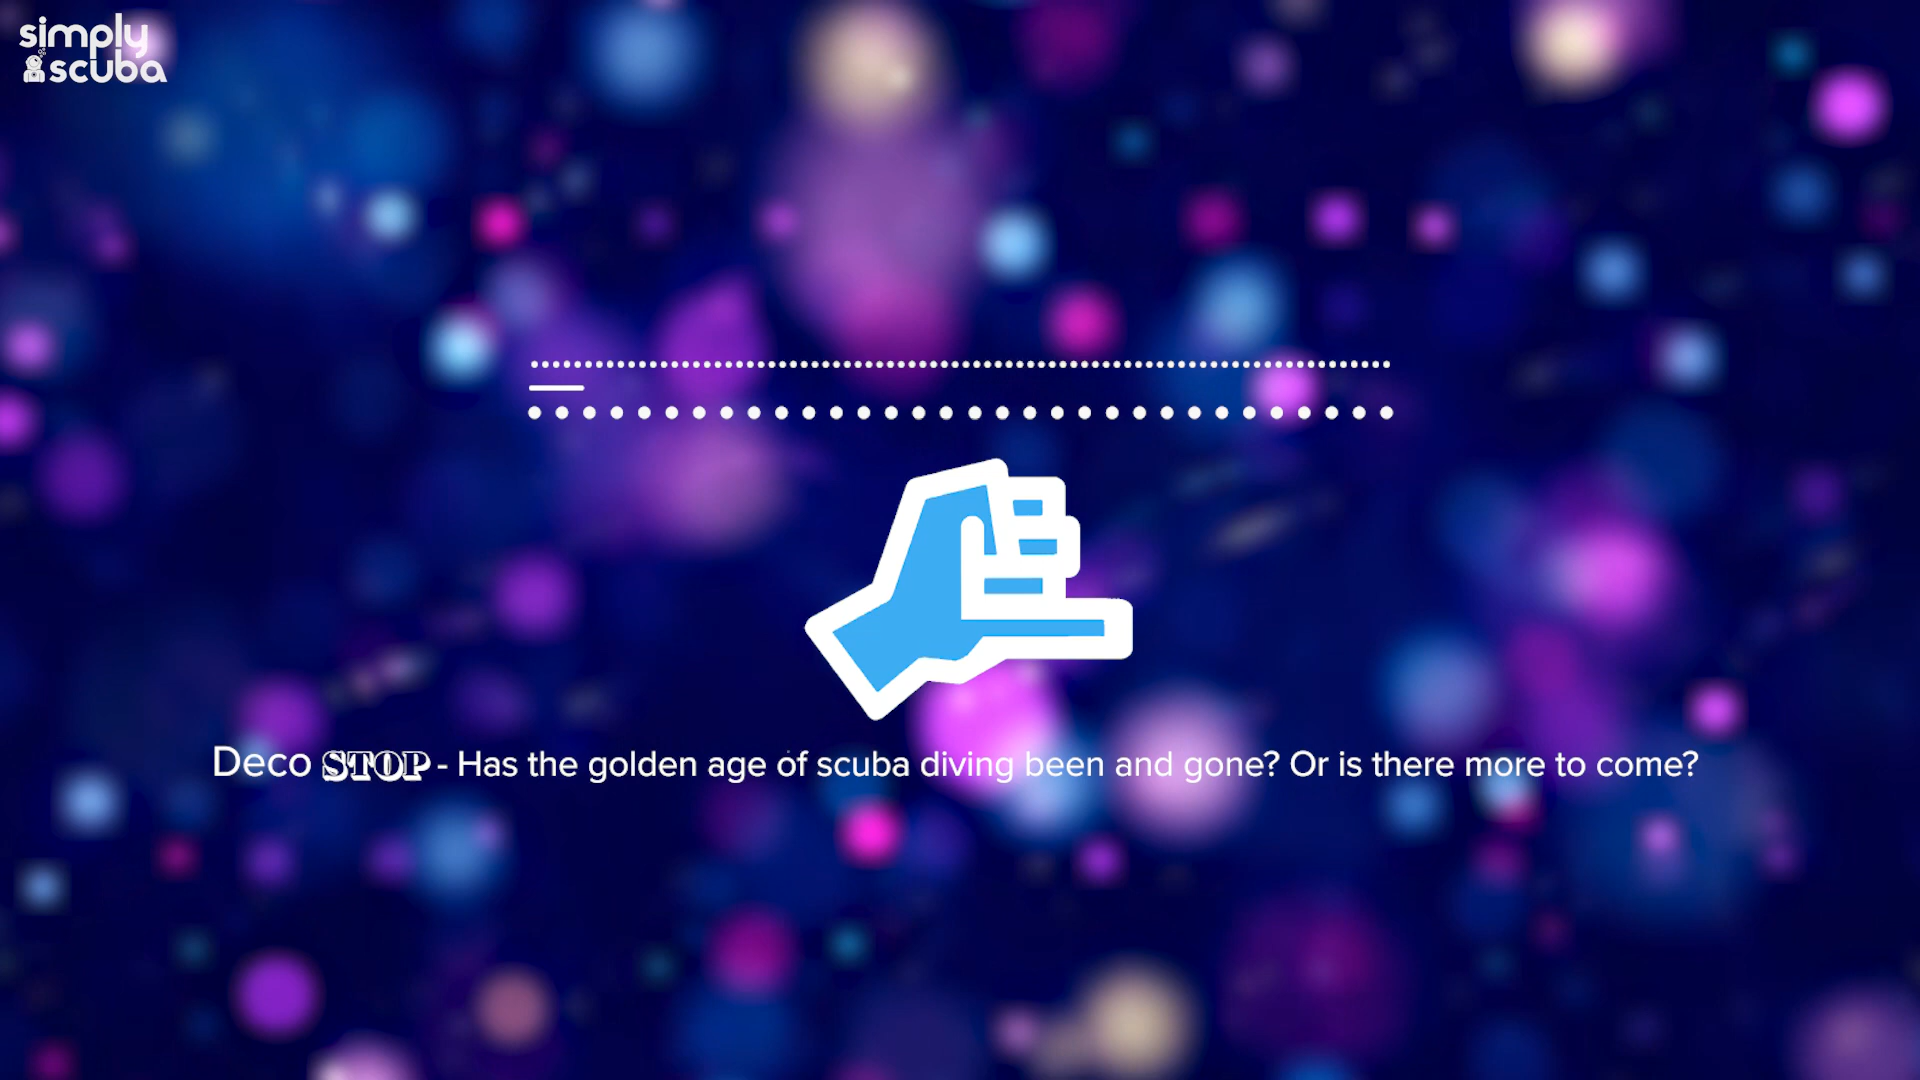 simply
scuba
Deco STOP - Has the golden age of scuba diving been and gone? Or is there more to come?